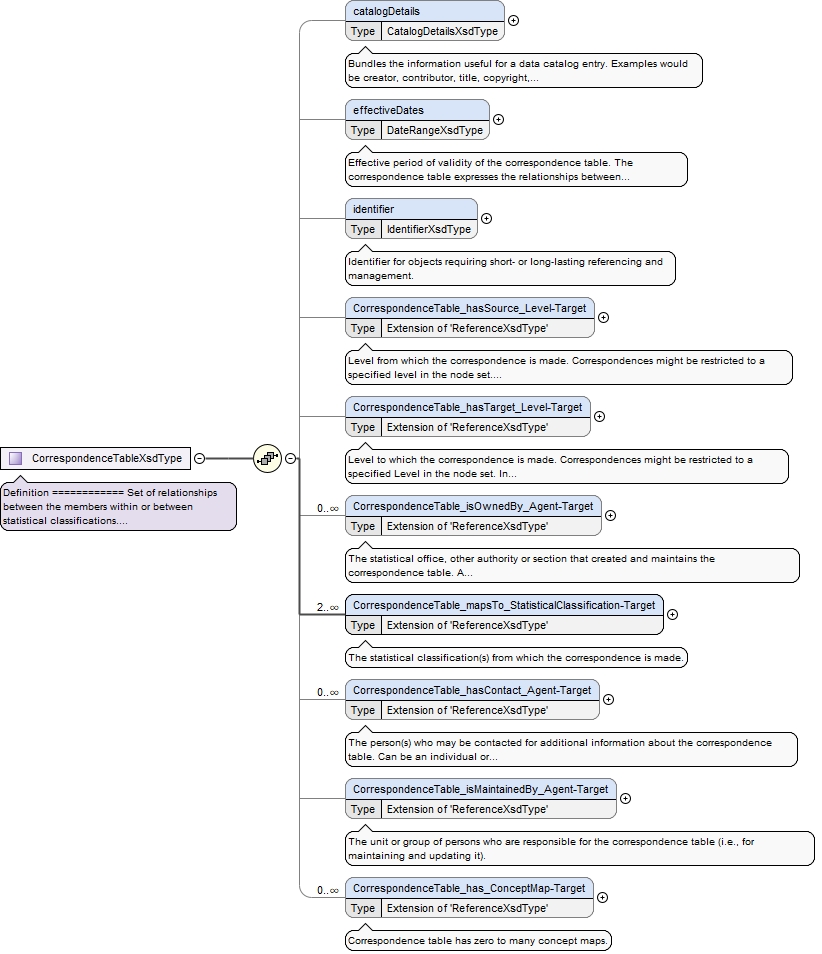 catalogDetails
Type CatalogDetailsXsdType
Bundles the information useful for a data catalog entry. Examples would
be creator, contributor, title, copyright,...
effectiveDates
Type DateRangeXsdType
Effective period of validity of the correspondence table. The
correspondence table expresses the relationships between...
identifier
Type IdentifierXsdType
Identifier for objects requiring short- or long-lasting referencing and
management.
CorrespondenceTable_hasSource_Level-Target
Type Extension of 'ReferenceXsdType'
Level from which the correspondence is made. Correspondences might be restricted to a
specified level in the node set....
CorrespondenceTable_hasTarget_Level-Target
Type Extension of 'ReferenceXsdType'
Level to which the correspondence is made. Correspondences might be restricted to a
specified Level in the node set. In...
CorrespondenceTableXsdType
Definition ============ Set of relationships
between the members within or between
statistical classifications....
0..∞ CorrespondenceTable_isOwnedBy_Agent-Target
Type Extension of 'ReferenceXsdType'
The statistical office, other authority or section that created and maintains the
correspondence table. A...
2..∞ CorrespondenceTable_mapsTo_StatisticalClassification-Target
Type Extension of 'ReferenceXsdType'
The statistical classification(s) from which the correspondence is made.
0..∞ CorrespondenceTable_hasContact_Agent-Target
Type Extension of 'ReferenceXsdType'
The person(s) who may be contacted for additional information about the correspondence
table. Can be an individual or...
CorrespondenceTable_isMaintainedBy_Agent-Target
Type Extension of 'ReferenceXsdType'
The unit or group of persons who are responsible for the correspondence table (i.e., for
maintaining and updating it).
0..∞ CorrespondenceTable_has_ConceptMap-Target
Type Extension of 'ReferenceXsdType'
Correspondence table has zero to many concept maps.